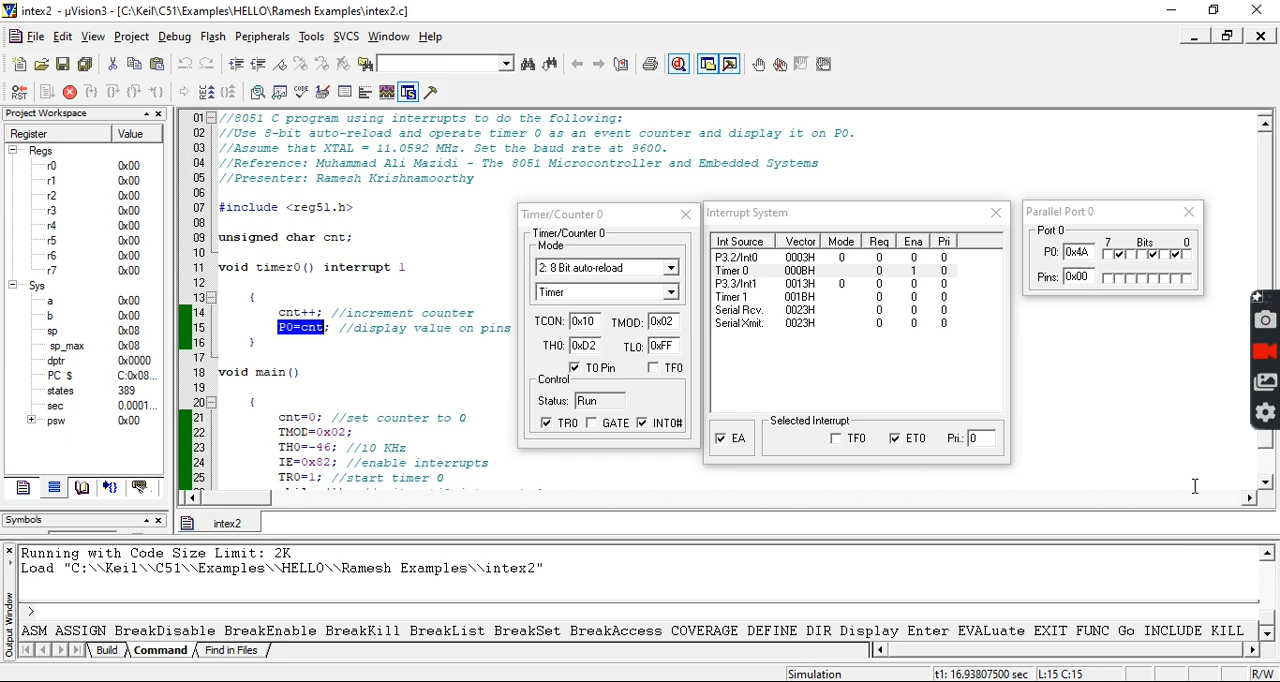 intex2 - µVision3 - [C:\Keil\C51\Examples\HELLO\Ramesh Examples\intex2.c]
File Edit View Project Debug Flash Peripherals Tools SVCS Window Help
Project Workspace
Register Value
Regs
r0 0x00
r1 0x00
r2 0x00
r3 0x00
r4 0x00
r5 0x00
r6 0x00
r7 0x00
Sys
a 0x00
b 0x00
sp 0x08
sp_max 0x08
dptr 0x0000
PC $ C:0x08...
states 389
sec 0.0001...
psw 0x00
Symbols
01 //8051 C program using interrupts to do the following:
02 //Use 8-bit auto-reload and operate timer 0 as an event counter and display it on P0.
03 //Assume that XTAL = 11.0592 MHz. Set the baud rate at 9600.
04 //Reference: Muhammad Ali Mazidi - The 8051 Microcontroller and Embedded Systems
05 //Presenter: Ramesh Krishnamoorthy
06
07 #include <reg51.h>
08
09 unsigned char cnt;
10
11 void timer0() interrupt 1
12
13 {
14 cnt++; //increment counter
15 P0=cnt; //display value on pins
16 }
17
18 void main()
19
20 {
21 cnt=0; //set counter to 0
22 TMOD=0x02;
23 TH0=-46; //10 KHz
24 IE=0x82; //enable interrupts
25 TR0=1; //start timer 0
intex2
Timer/Counter 0
Timer/Counter 0
Mode
2: 8 Bit auto-reload
Timer
TCON: 0x10 TMOD: 0x02
TH0: 0xD2 TL0: 0xFF
T0 Pin TF0
Control
Status: Run
TR0 GATE INT0#
Interrupt System
Int Source Vector Mode Req Ena Pri
P3.2/Int0 0003H 0 0 0 0
Timer 0 000BH 0 1 0
P3.3/Int1 0013H 0 0 0 0
Timer 1 001BH 0 0 0
Serial Rcv. 0023H 0 0 0
Serial Xmit. 0023H 0 0 0
Selected Interrupt
EA TF0 ET0 Pri.: 0
Parallel Port 0
Port 0
7 Bits 0
P0: 0x4A
Pins: 0x00
Output Window
Running with Code Size Limit: 2K
Load "C:\\Keil\\C51\\Examples\\HELLO\\Ramesh Examples\\intex2"
>
ASM ASSIGN BreakDisable BreakEnable BreakKill BreakList BreakSet BreakAccess COVERAGE DEFINE DIR Display Enter EVALuate EXIT FUNC Go INCLUDE KILL
Build Command Find in Files
Simulation t1: 16.93807500 sec L:15 C:15 R/W